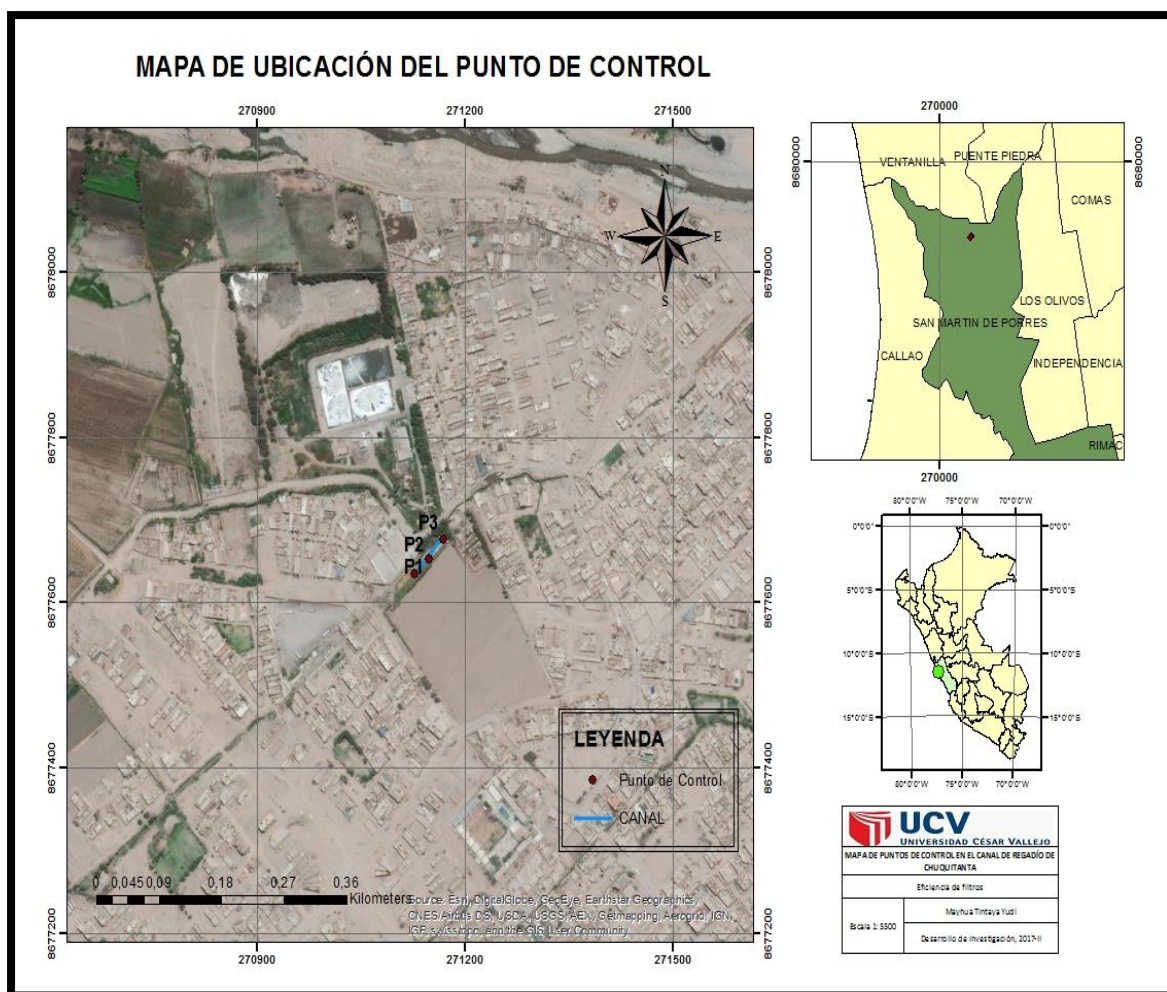 MAPA DE UBICACIÓN DEL PUNTO DE CONTROL
270900 271200 271500
8678000 8678000
8677800 8677800
8677600 8677600
8677400 8677400
8677200 8677200
270900 271200 271500
N
W E
S
P3
P2
P1
LEYENDA
Punto de Control
CANAL
0 0,045 0,09 0,18 0,27 0,36
Kilometers
Source: Esri, DigitalGlobe, GeoEye, Earthstar Geographics,
CNES/Airbus DS, USDA, USGS, AEX, Getmapping, Aerogrid, IGN,
IGP, swisstopo, and the GIS User Community
270000
8680000 8680000
VENTANILLA PUENTE PIEDRA
COMAS
LOS OLIVOS
SAN MARTIN DE PORRES
CALLAO INDEPENDENCIA
RIMAC
270000
80°0'0"W 75°0'0"W 70°0'0"W
0°0'0" 0°0'0"
5°0'0"S 5°0'0"S
10°0'0"S 10°0'0"S
15°0'0"S 15°0'0"S
80°0'0"W 75°0'0"W 70°0'0"W
UCV
UNIVERSIDAD CÉSAR VALLEJO
MAPA DE PUNTOS DE CONTROL EN EL CANAL DE REGADÍO DE
CHUQUITANTA
Eficiencia de filtros
Escala 1: 5300
Mayhua Tintaya Yudi
Desarrollo de Investigación, 2017-II